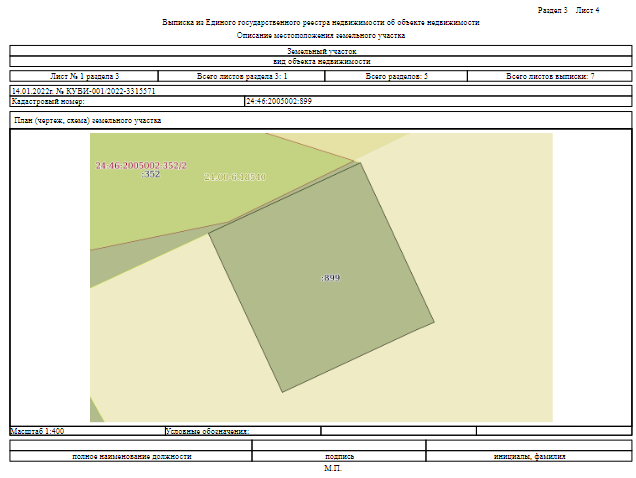 Раздел 3 Лист 4
Выписка из Единого государственного реестра недвижимости об объекте недвижимости
Описание местоположения земельного участка
Земельный участок
вид объекта недвижимости
Лист № 1 раздела 3 Всего листов раздела 3: 1 Всего разделов: 5 Всего листов выписки: 7
14.01.2022г. № КУВИ-001/2022-3315571
Кадастровый номер: 24:46:2005002:899
План (чертеж, схема) земельного участка
24:46:2005002:352/2
:352
:899
Масштаб 1:400 Условные обозначения:
полное наименование должности подпись инициалы, фамилия
М.П.